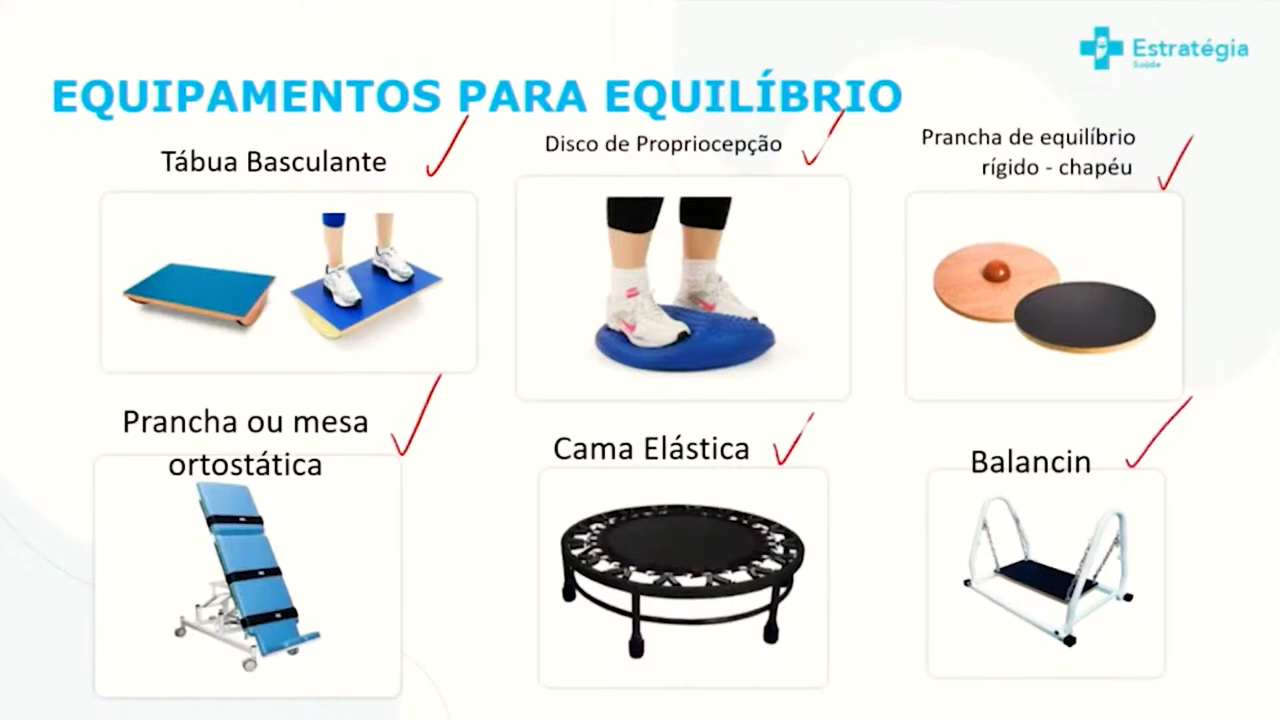 Estratégia
Saúde
EQUIPAMENTOS PARA EQUILÍBRIO
Tábua Basculante
Disco de Propriocepção
Prancha de equilíbrio
rígido - chapéu
Prancha ou mesa
ortostática
Cama Elástica
Balancin